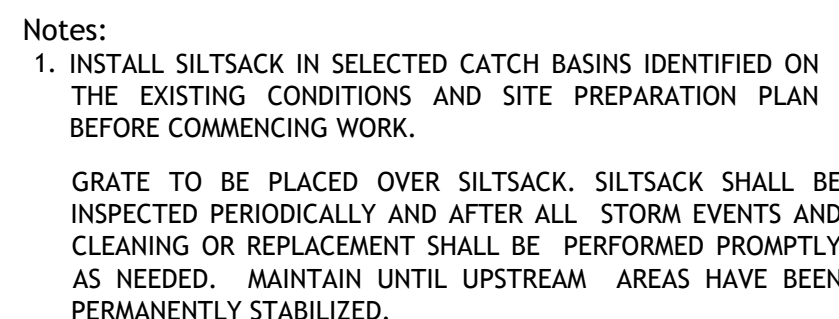 Notes:
1. INSTALL SILTSACK IN SELECTED CATCH BASINS IDENTIFIED ON
THE EXISTING CONDITIONS AND SITE PREPARATION PLAN
BEFORE COMMENCING WORK.
GRATE TO BE PLACED OVER SILTSACK. SILTSACK SHALL BE
INSPECTED PERIODICALLY AND AFTER ALL STORM EVENTS AND
CLEANING OR REPLACEMENT SHALL BE PERFORMED PROMPTLY
AS NEEDED. MAINTAIN UNTIL UPSTREAM AREAS HAVE BEEN
PERMANENTLY STABILIZED.